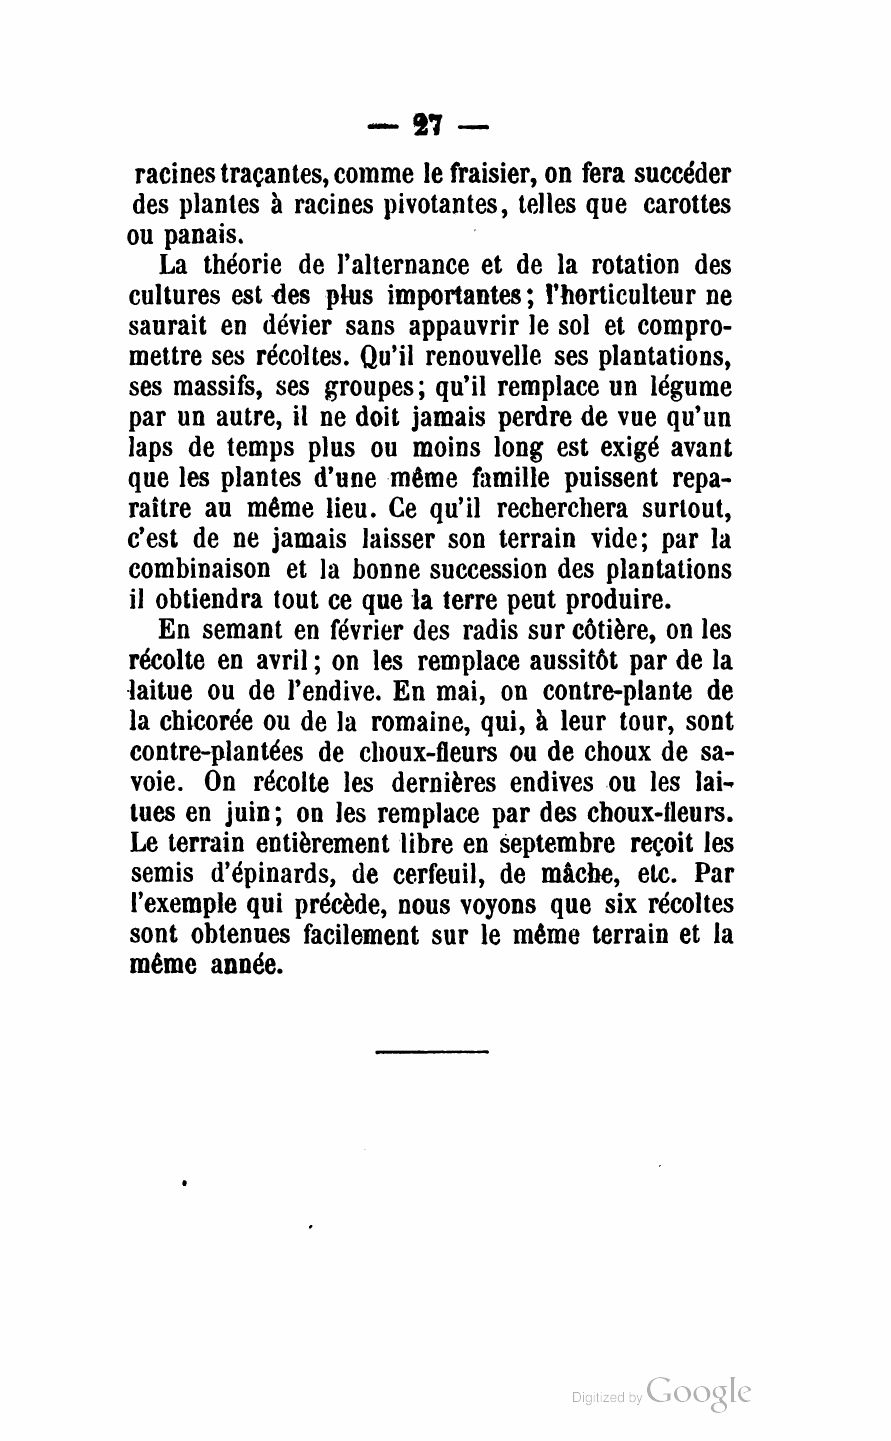 — 27 —
racines traçantes, comme le fraisier, on fera succéder
des plantes à racines pivotantes, telles que carottes
ou panais.
La théorie de l'alternance et de la rotation des
cultures est des plus importantes; l'horticulteur ne
saurait en dévier sans appauvrir le sol et compro-
mettre ses récoltes. Qu'il renouvelle ses plantations,
ses massifs, ses groupes; qu'il remplace un légume
par un autre, il ne doit jamais perdre de vue qu'un
laps de temps plus ou moins long est exigé avant
que les plantes d'une même famille puissent repa-
raître au même lieu. Ce qu'il recherchera surtout,
c'est de ne jamais laisser son terrain vide; par la
combinaison et la bonne succession des plantations
il obtiendra tout ce que la terre peut produire.
En semant en février des radis sur côtière, on les
récolte en avril; on les remplace aussitôt par de la
laitue ou de l'endive. En mai, on contre-plante de
la chicorée ou de la romaine, qui, à leur tour, sont
contre-plantées de choux-fleurs ou de choux de sa-
voie. On récolte les dernières endives ou les lai-
tues en juin; on les remplace par des choux-fleurs.
Le terrain entièrement libre en septembre reçoit les
semis d'épinards, de cerfeuil, de mâche, etc. Par
l'exemple qui précède, nous voyons que six récoltes
sont obtenues facilement sur le même terrain et la
même année.
Digitized by Google